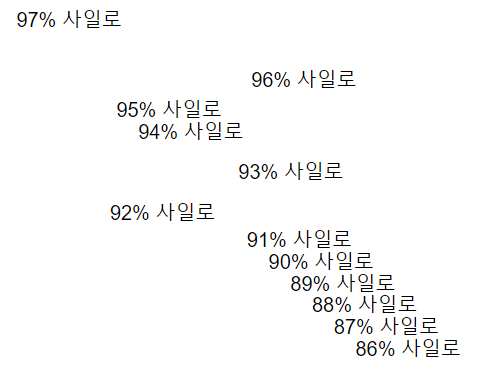 97% 사일로
96% 사일로
95% 사일로
94% 사일로
93% 사일로
92% 사일로
91% 사일로
90% 사일로
89% 사일로
88% 사일로
87% 사일로
86% 사일로